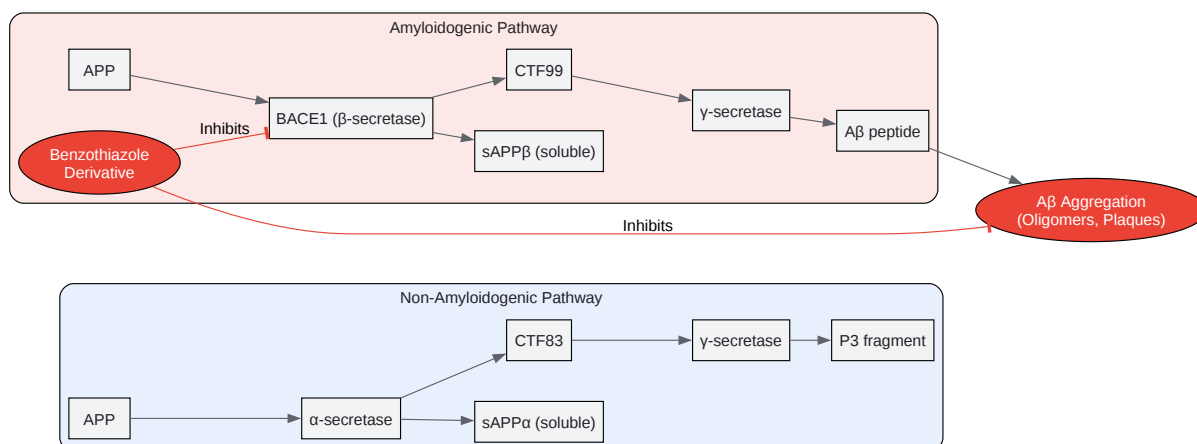 Amyloidogenic Pathway
APP
CTF99
BACE1 (β-secretase)
γ-secretase
Aβ peptide
Inhibits
sAPPβ (soluble)
Benzothiazole
Derivative
Aβ Aggregation
(Oligomers, Plaques)
Inhibits
Non-Amyloidogenic Pathway
CTF83
γ-secretase
P3 fragment
APP
α-secretase
sAPPα (soluble)